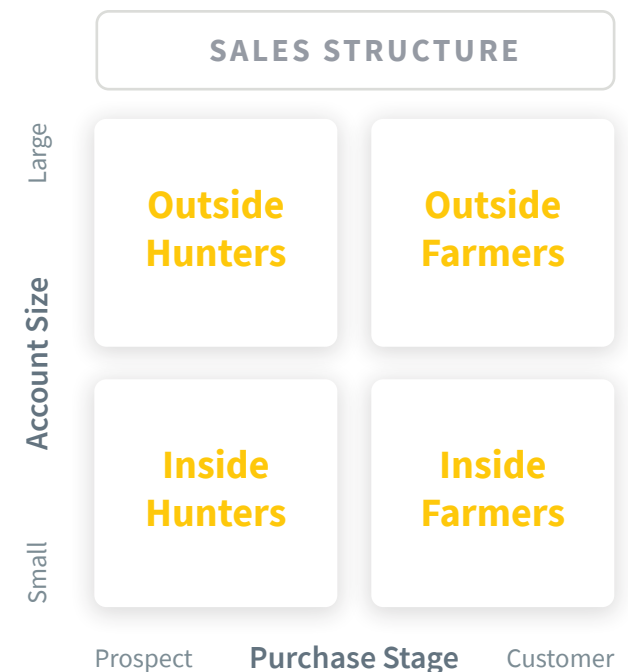 SALES STRUCTURE
Large
Outside
Hunters
Outside
Farmers
Account Size
Inside
Hunters
Inside
Farmers
Small
Prospect
Purchase Stage
Customer